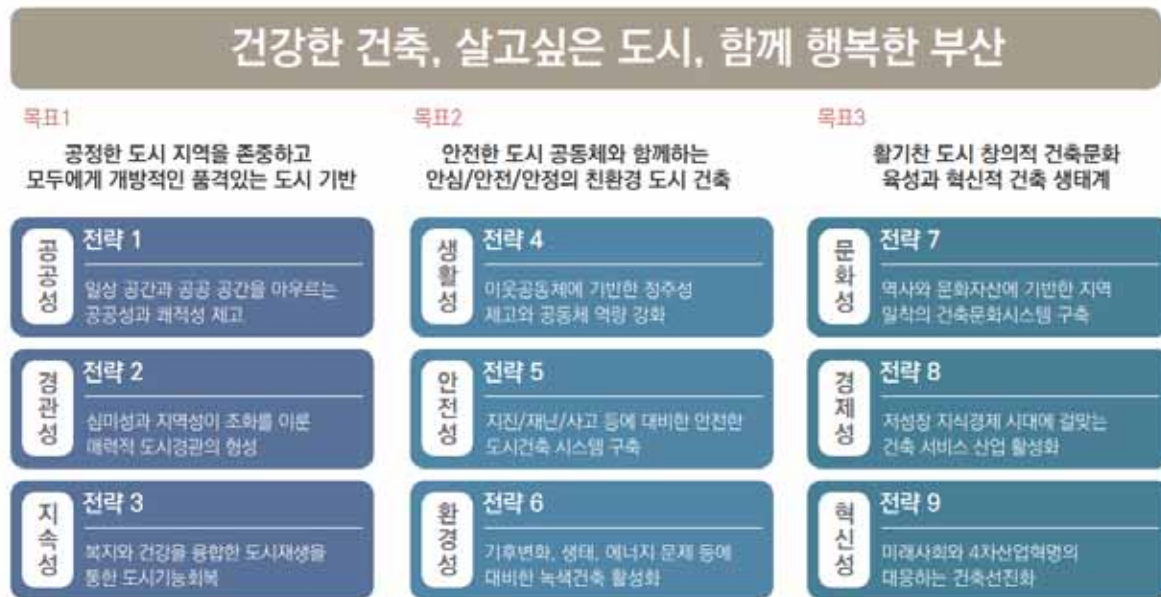 건강한 건축, 살고싶은 도시, 함께 행복한 부산
목표1
공정한 도시 지역을 존중하고
모두에게 개방적인 품격있는 도시 기반
공공성
전략 1
일상 공간과 공공 공간을 아우르는
공공성과 쾌적성 제고
경관성
전략 2
심미성과 지역성이 조화를 이룬
매력적 도시경관의 형성
지속성
전략 3
복지와 건강을 융합한 도시재생을
통한 도시기능회복
목표2
안전한 도시 공동체와 함께하는
안심/안전/안정의 친환경 도시 건축
생활성
전략 4
이웃공동체에 기반한 정주성
제고와 공동체 역량 강화
안전성
전략 5
지진/재난/사고 등에 대비한 안전한
도시건축 시스템 구축
환경성
전략 6
기후변화, 생태, 에너지 문제 등에
대비한 녹색건축 활성화
목표3
활기찬 도시 창의적 건축문화
육성과 혁신적 건축 생태계
문화성
전략 7
역사와 문화자산에 기반한 지역
밀착의 건축문화시스템 구축
경제성
전략 8
저성장 지식경제 시대에 걸맞는
건축 서비스 산업 활성화
혁신성
전략 9
미래사회와 4차산업혁명의
대응하는 건축선진화